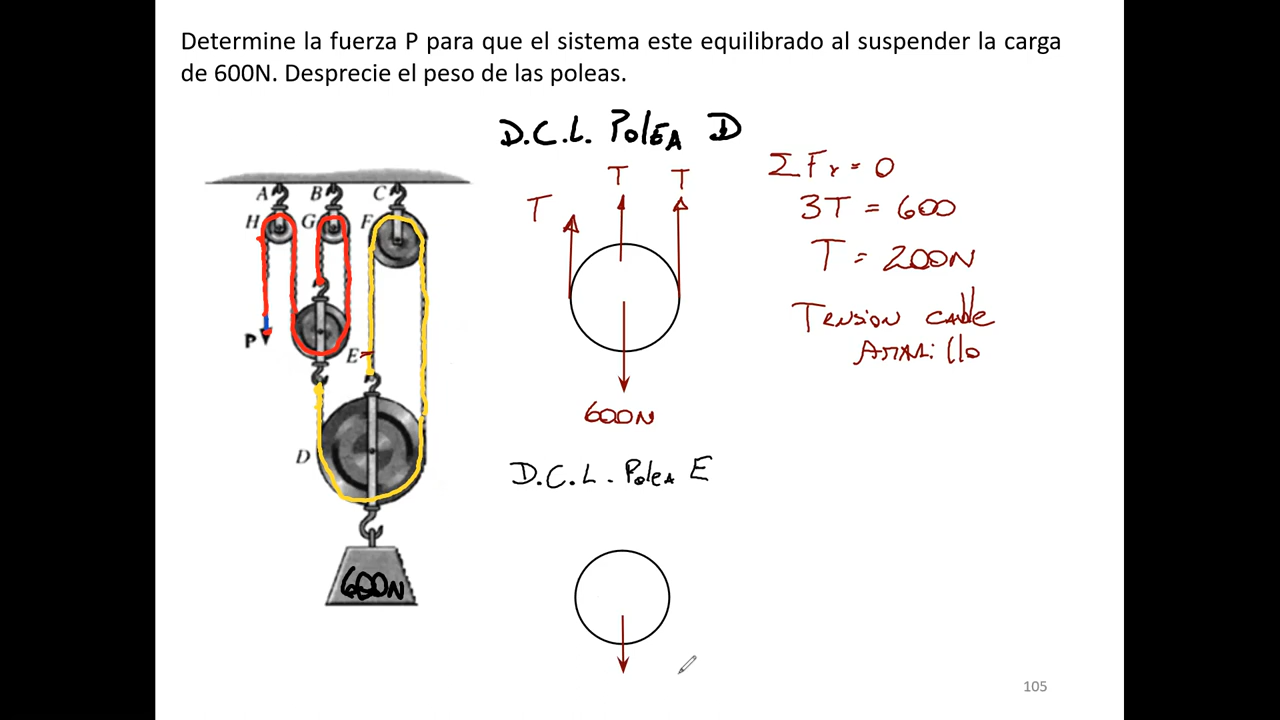 Determine la fuerza P para que el sistema este equilibrado al suspender la carga
de 600N. Desprecie el peso de las poleas.
D.C.L. PolEA D
A B C
H G F
P
E
D
600N
T T T
600N
ΣFY = 0
3T = 600
T = 200N
TENSION CABLE
AMARILLO
D.C.L. PoleA E
105